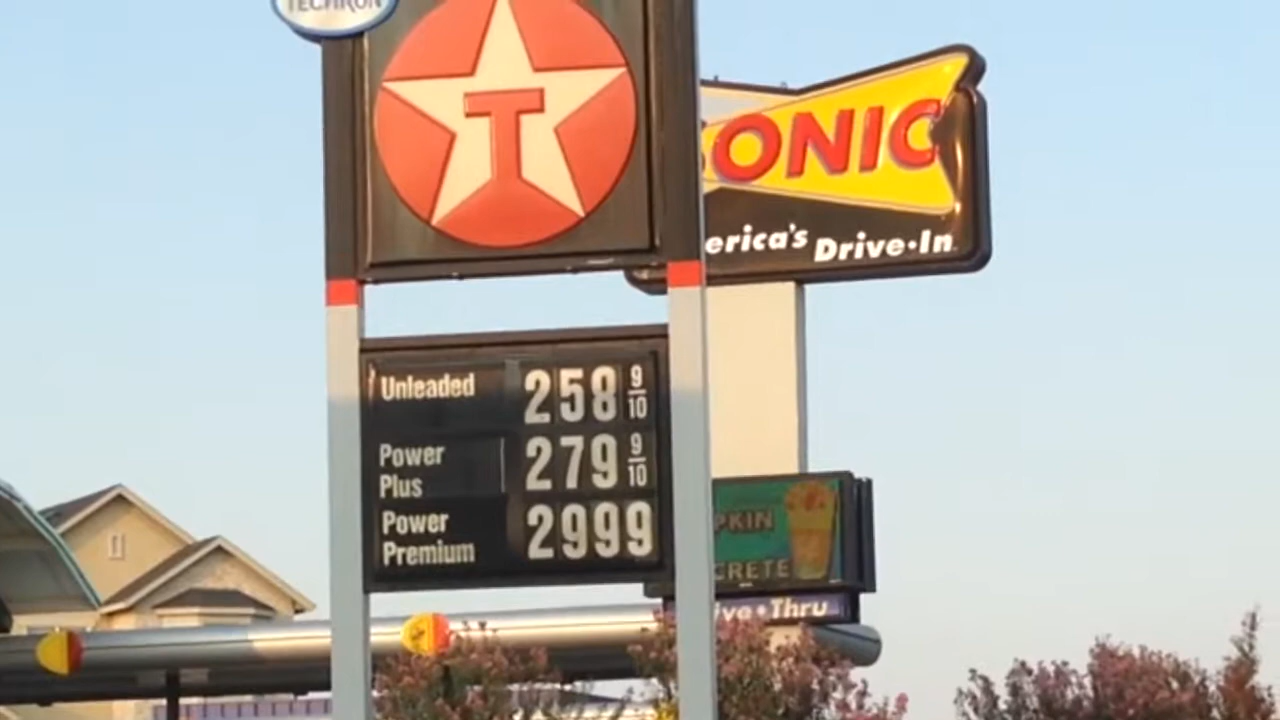 TECHRON
T
SONIC
erica's Drive-In
Unleaded 258 9/10
Power Plus 279 9/10
Power Premium 2999
PKIN
CRETE
ive•Thru